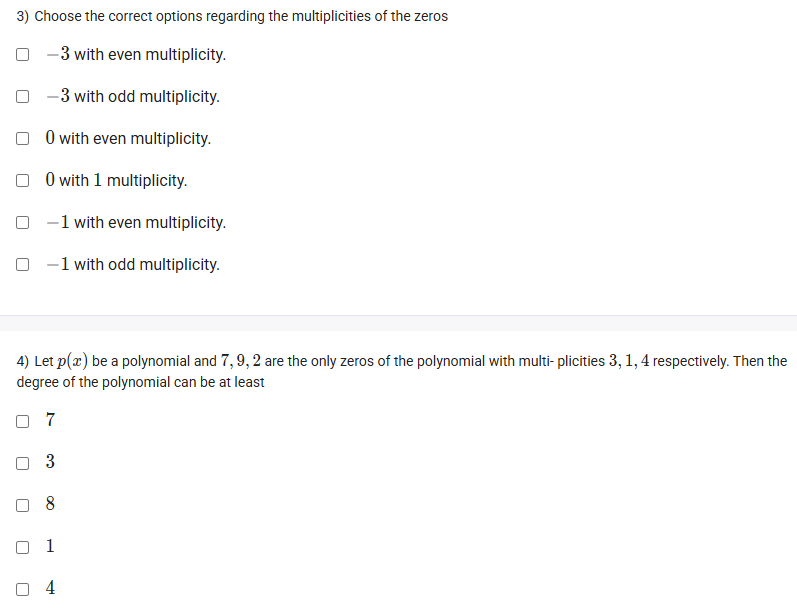 3) Choose the correct options regarding the multiplicities of the zeros
−3 with even multiplicity.
−3 with odd multiplicity.
0 with even multiplicity.
0 with 1 multiplicity.
−1 with even multiplicity.
−1 with odd multiplicity.
4) Let p(x) be a polynomial and 7, 9, 2 are the only zeros of the polynomial with multi- plicities 3, 1, 4 respectively. Then the
degree of the polynomial can be at least
7
3
8
1
4